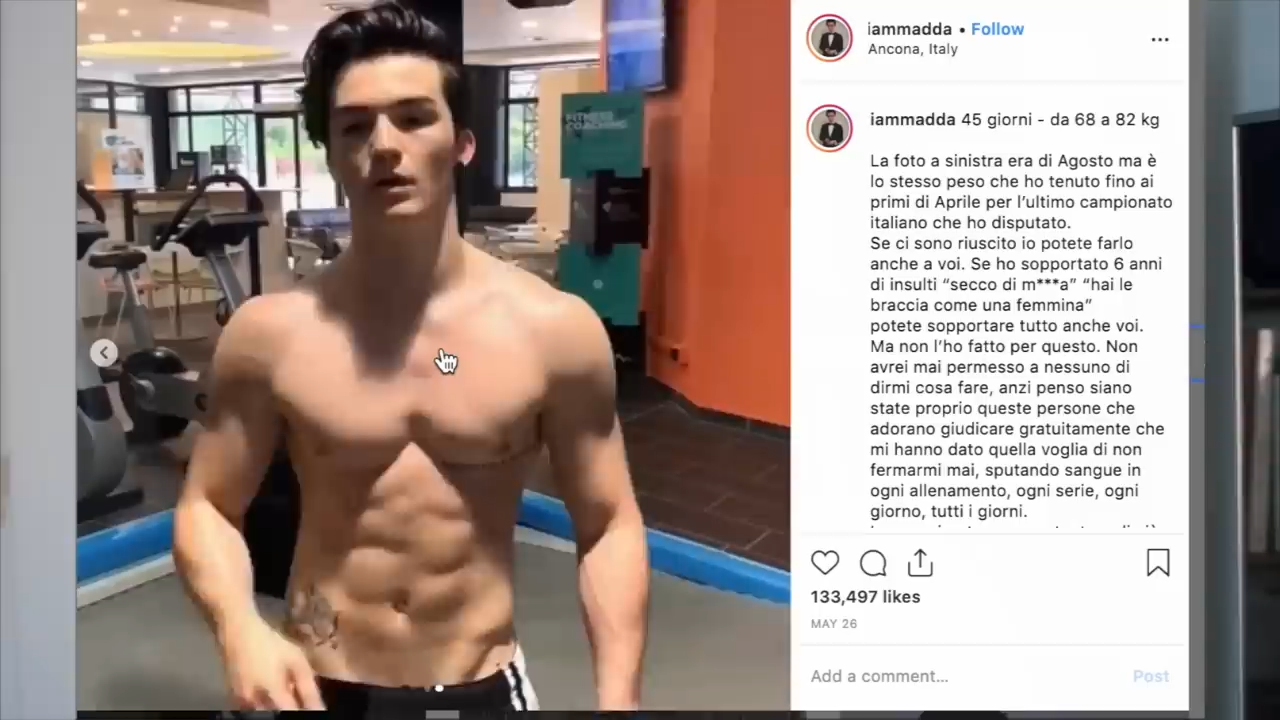 FITNESS
COACHING
iammadda • Follow
Ancona, Italy
iammadda 45 giorni - da 68 a 82 kg
La foto a sinistra era di Agosto ma è
lo stesso peso che ho tenuto fino ai
primi di Aprile per l'ultimo campionato
italiano che ho disputato.
Se ci sono riuscito io potete farlo
anche a voi. Se ho sopportato 6 anni
di insulti “secco di m***a” “hai le
braccia come una femmina”
potete sopportare tutto anche voi.
Ma non l'ho fatto per questo. Non
avrei mai permesso a nessuno di
dirmi cosa fare, anzi penso siano
state proprio queste persone che
adorano giudicare gratuitamente che
mi hanno dato quella voglia di non
fermarmi mai, sputando sangue in
ogni allenamento, ogni serie, ogni
giorno, tutti i giorni.
133,497 likes
MAY 26
Add a comment...
Post